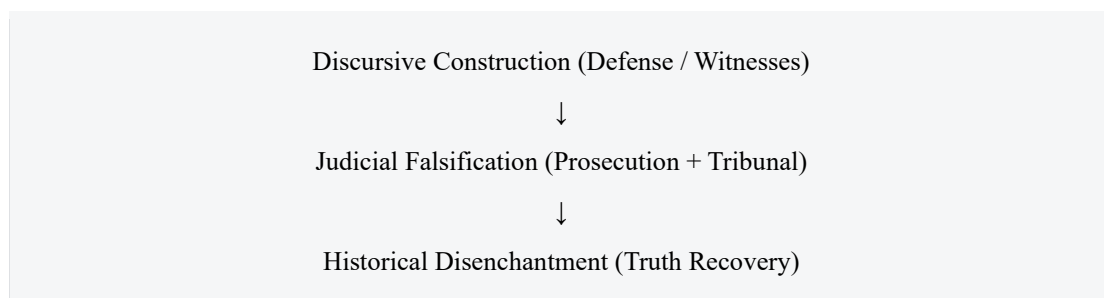 Discursive Construction (Defense / Witnesses)
↓
Judicial Falsification (Prosecution + Tribunal)
↓
Historical Disenchantment (Truth Recovery)